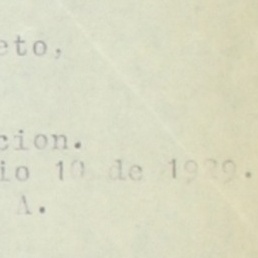 eto,
cion.
io 10 de 1929.
A.